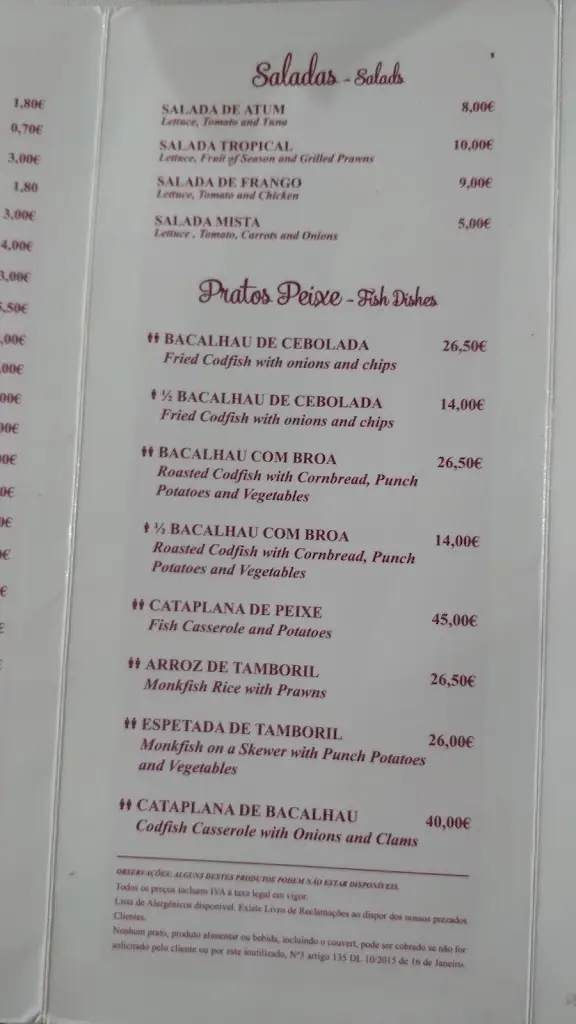 1,80€
0,70€
3,00€
1,80
3,00€
4,00€
3,00€
,50€
,00€
00€
00€
00€
0€
0€
0€
€
€
€
Saladas - Salads
SALADA DE ATUM 8,00€
Lettuce, Tomato and Tuna
SALADA TROPICAL 10,00€
Lettuce, Fruit of Season and Grilled Prawns
SALADA DE FRANGO 9,00€
Lettuce, Tomato and Chicken
SALADA MISTA 5,00€
Lettuce , Tomato, Carrots and Onions
Pratos Peixe - Fish Dishes
BACALHAU DE CEBOLADA 26,50€
Fried Codfish with onions and chips
½ BACALHAU DE CEBOLADA 14,00€
Fried Codfish with onions and chips
BACALHAU COM BROA 26,50€
Roasted Codfish with Cornbread, Punch
Potatoes and Vegetables
½ BACALHAU COM BROA 14,00€
Roasted Codfish with Cornbread, Punch
Potatoes and Vegetables
CATAPLANA DE PEIXE 45,00€
Fish Casserole and Potatoes
ARROZ DE TAMBORIL 26,50€
Monkfish Rice with Prawns
ESPETADA DE TAMBORIL 26,00€
Monkfish on a Skewer with Punch Potatoes
and Vegetables
CATAPLANA DE BACALHAU 40,00€
Codfish Casserole with Onions and Clams
OBSERVAÇÕES: ALGUNS DESTES PRODUTOS PODEM NÃO ESTAR DISPONÍVEIS.
Todos os preços incluem IVA à taxa legal em vigor.
Lista de Alergénicos disponível. Existe Livro de Reclamações ao dispor dos nossos prezados
Clientes.
Nenhum prato, produto alimentar ou bebida, incluindo o couvert, pode ser cobrado se não for
solicitado pelo cliente ou por este inutilizado, Nº3 artigo 135 DL 10/2015 de 16 de Janeiro.